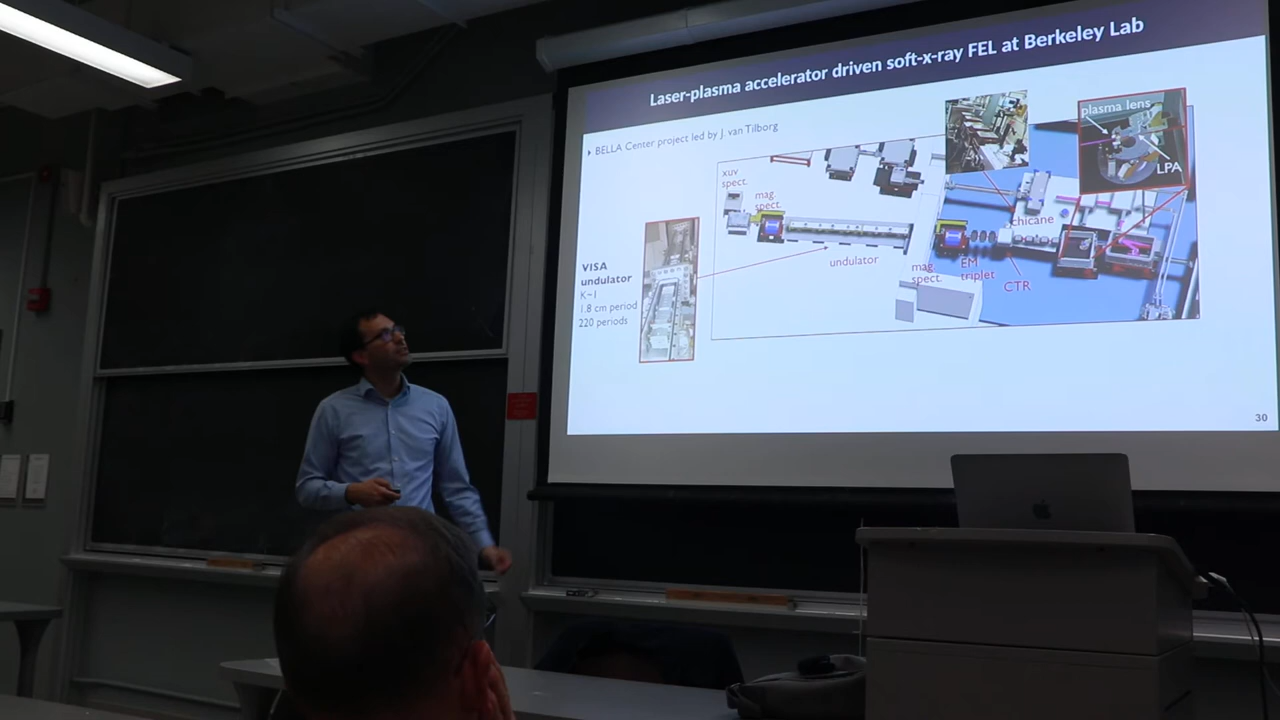 Laser-plasma accelerator driven soft-x-ray FEL at Berkeley Lab
BELLA Center project led by J. van Tilborg
xuv
spect.
mag
spect.
plasma lens
LPA
chicane
undulator
mag
spect.
EM
triplet
CTR
VISA
undulator
K~1
1.8 cm period
220 periods
30